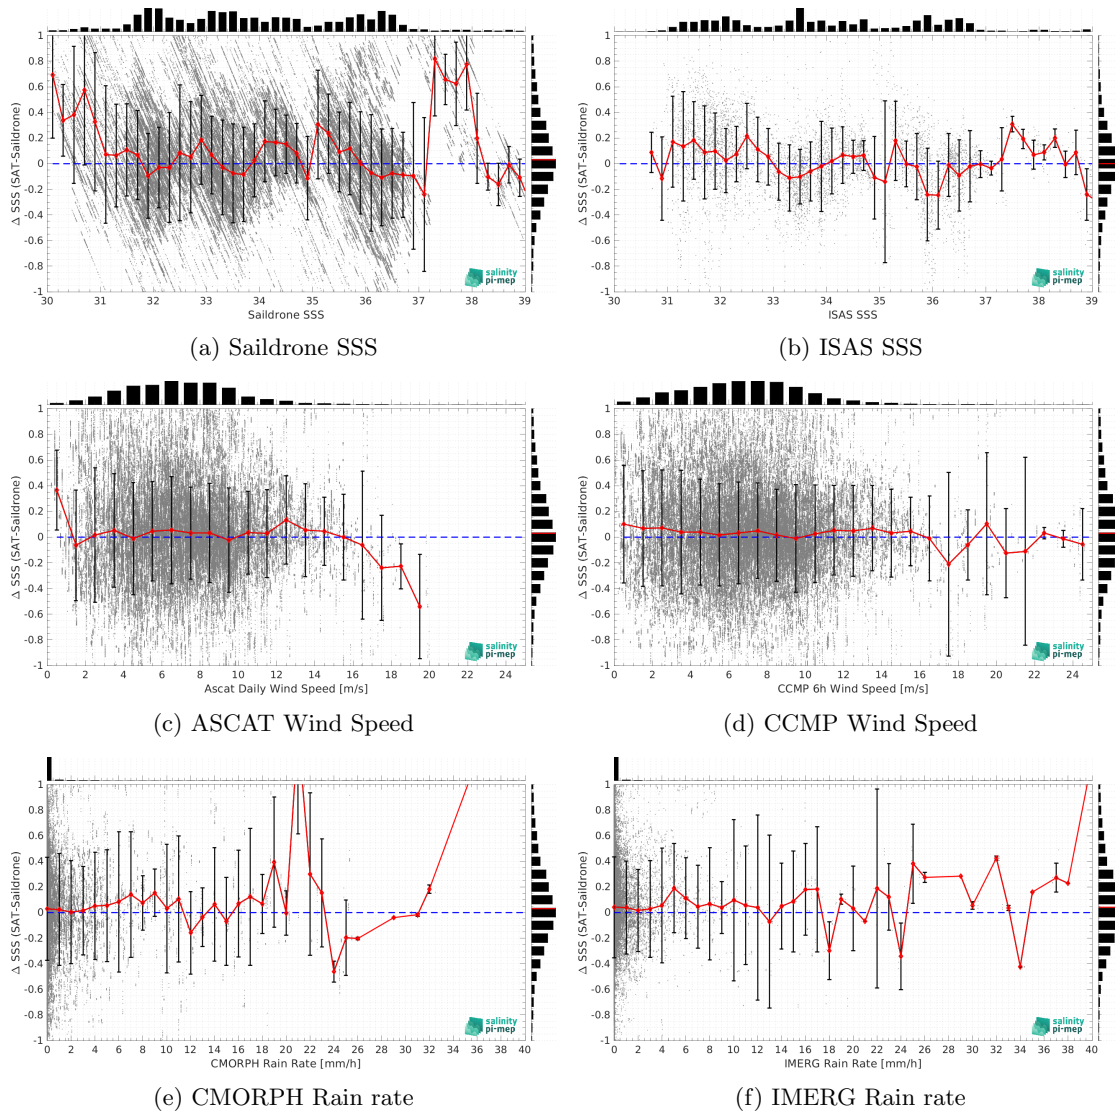 1
0.8
0.6
0.4
0.2
0
-0.2
-0.4
-0.6
-0.8
-1
Δ SSS (SAT-Saildrone)
30 31 32 33 34 35 36 37 38 39
Saildrone SSS
salinity
pi-mep
(a) Saildrone SSS
1
0.8
0.6
0.4
0.2
0
-0.2
-0.4
-0.6
-0.8
-1
Δ SSS (SAT-Saildrone)
30 31 32 33 34 35 36 37 38 39
ISAS SSS
salinity
pi-mep
(b) ISAS SSS
1
0.8
0.6
0.4
0.2
0
-0.2
-0.4
-0.6
-0.8
-1
Δ SSS (SAT-Saildrone)
0 2 4 6 8 10 12 14 16 18 20 22 24
Ascat Daily Wind Speed [m/s]
salinity
pi-mep
(c) ASCAT Wind Speed
1
0.8
0.6
0.4
0.2
0
-0.2
-0.4
-0.6
-0.8
-1
Δ SSS (SAT-Saildrone)
0 2 4 6 8 10 12 14 16 18 20 22 24
CCMP 6h Wind Speed [m/s]
salinity
pi-mep
(d) CCMP Wind Speed
1
0.8
0.6
0.4
0.2
0
-0.2
-0.4
-0.6
-0.8
-1
Δ SSS (SAT-Saildrone)
0 2 4 6 8 10 12 14 16 18 20 22 24 26 28 30 32 34 36 38 40
CMORPH Rain Rate [mm/h]
salinity
pi-mep
(e) CMORPH Rain rate
1
0.8
0.6
0.4
0.2
0
-0.2
-0.4
-0.6
-0.8
-1
Δ SSS (SAT-Saildrone)
0 2 4 6 8 10 12 14 16 18 20 22 24 26 28 30 32 34 36 38 40
IMERG Rain Rate [mm/h]
salinity
pi-mep
(f) IMERG Rain rate